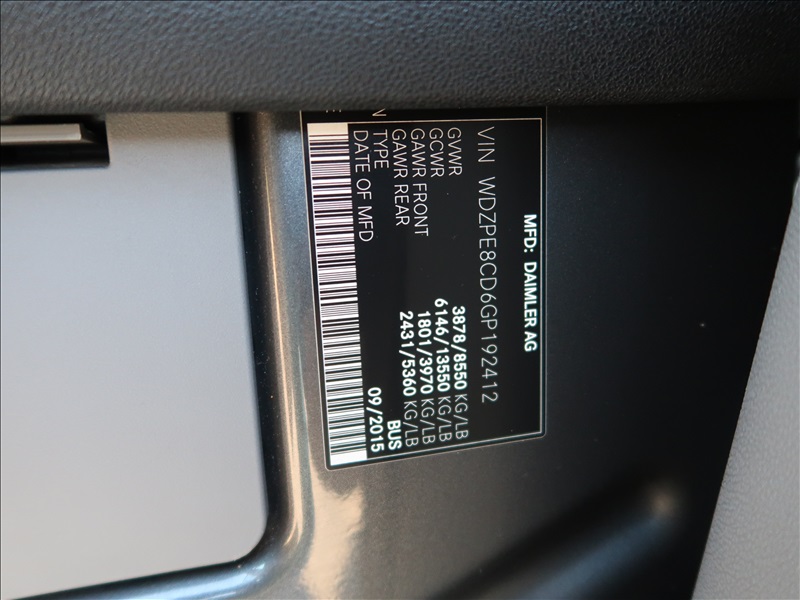 MFD: DAIMLER AG
VIN WDZPE8CD6GP192412
GVWR 3878/8550 KG/LB
GCWR 6146/13550 KG/LB
GAWR FRONT 1801/3970 KG/LB
GAWR REAR 2431/5360 KG/LB
TYPE BUS
DATE OF MFD 09/2015